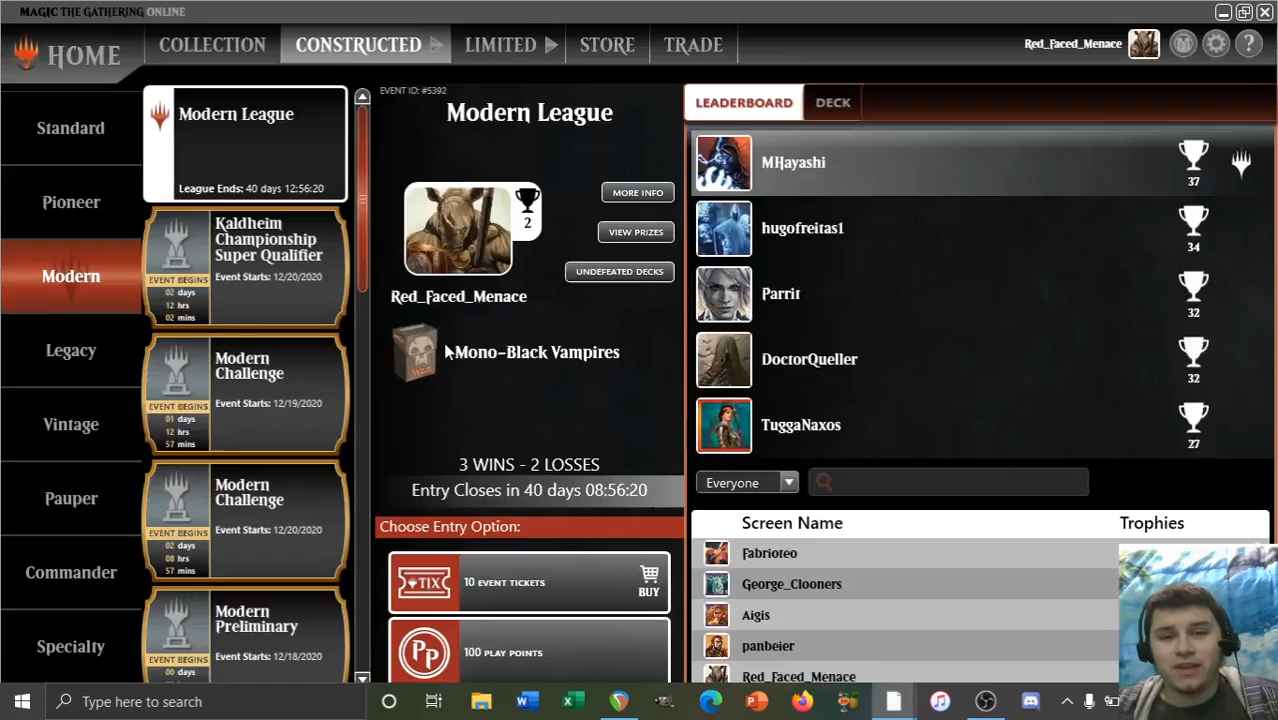 MAGIC THE GATHERING ONLINE
HOME
COLLECTION
CONSTRUCTED
LIMITED
STORE
TRADE
Red_Faced_Menace
Standard
Pioneer
Modern
Legacy
Vintage
Pauper
Commander
Specialty
Modern League
League Ends: 40 days 12:56:20
Kaldheim
Championship
Super Qualifier
Event Starts: 12/20/2020
EVENT BEGINS
02 days
12 hrs
02 mins
Modern
Challenge
Event Starts: 12/19/2020
EVENT BEGINS
01 days
12 hrs
57 mins
Modern
Challenge
Event Starts: 12/20/2020
EVENT BEGINS
02 days
08 hrs
57 mins
Modern
Preliminary
Event Starts: 12/18/2020
EVENT BEGINS
00 days
EVENT ID: #5392
Modern League
2
MORE INFO
VIEW PRIZES
UNDEFEATED DECKS
Red_Faced_Menace
Mono-Black Vampires
3 WINS - 2 LOSSES
Entry Closes in 40 days 08:56:20
Choose Entry Option:
TIX
10 EVENT TICKETS
BUY
PP
100 PLAY POINTS
LEADERBOARD
DECK
MHayashi
37
hugofreitas1
34
Parrit
32
DoctorQueller
32
TuggaNaxos
27
Everyone
Screen Name
Trophies
Fabrioteo
George_Clooners
Aigis
panbeier
Red_Faced_Menace
Type here to search